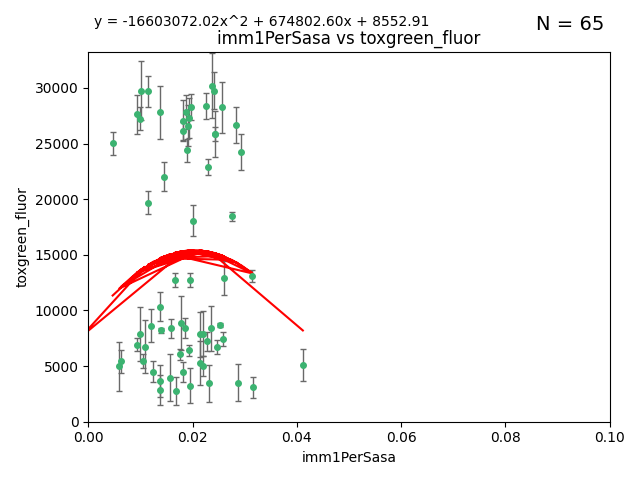 y = -16603072.02x^2 + 674802.60x + 8552.91
N = 65
imm1PerSasa vs toxgreen_fluor
toxgreen_fluor
30000
25000
20000
15000
10000
5000
0
0.00 0.02 0.04 0.06 0.08 0.10
imm1PerSasa